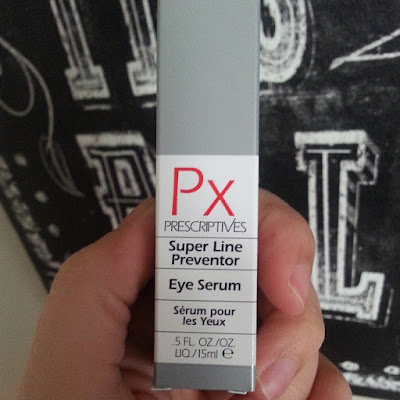 Px
PRESCRIPTIVES
Super Line
Preventor
Eye Serum
Sérum pour
les Yeux
.5 FL. OZ./OZ.
LIQ./15ml ℮